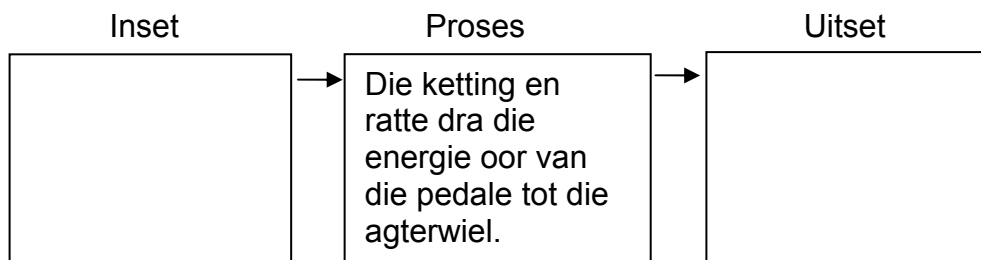 Inset
Proses
Uitset
Die ketting en
ratte dra die
energie oor van
die pedale tot die
agterwiel.